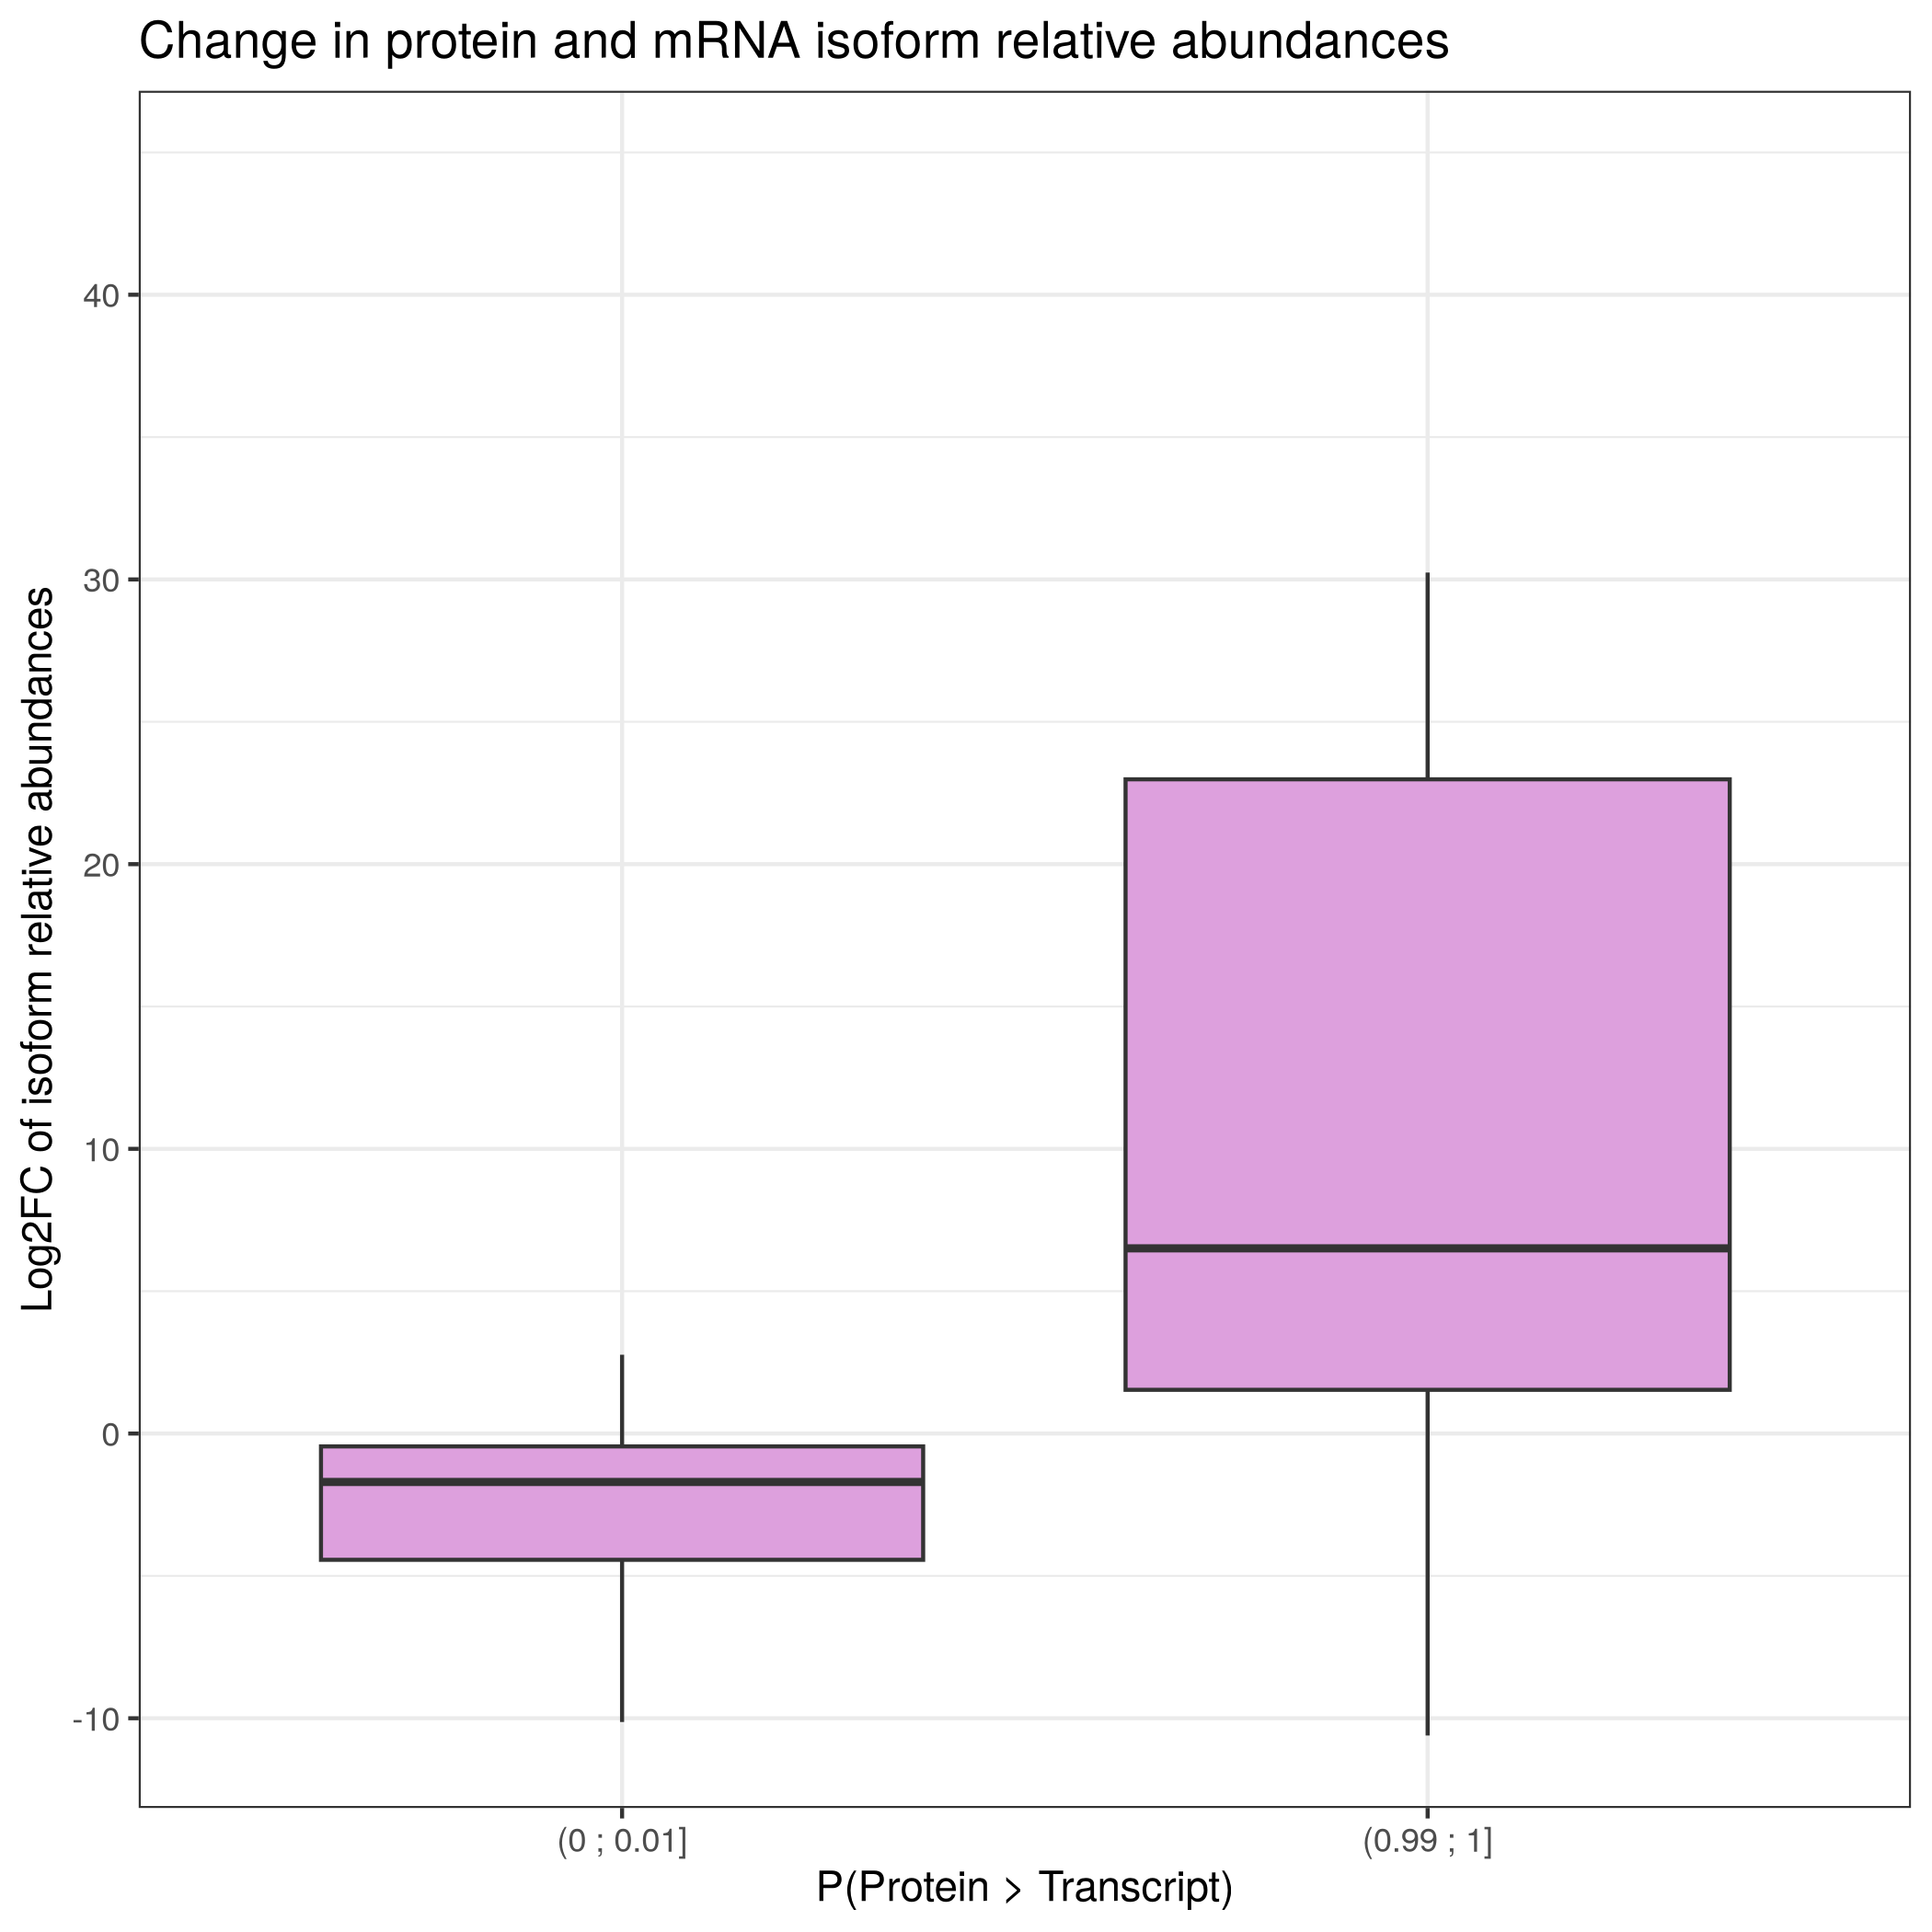 Change in protein and mRNA isoform relative abundances
Log2FC of isoform relative abundances
40
30
20
10
0
-10
(0 ; 0.01]
(0.99 ; 1]
P(Protein > Transcript)